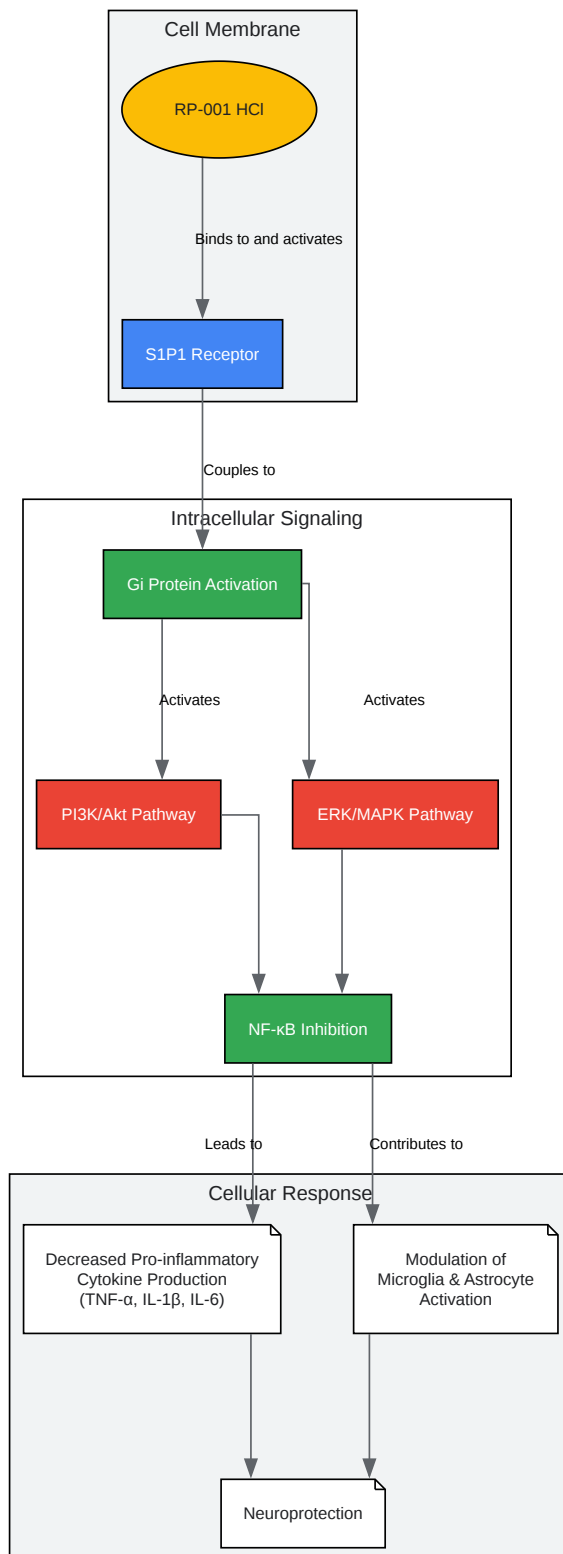 Cell Membrane
RP-001 HCl
Binds to and activates
S1P1 Receptor
Couples to
Intracellular Signaling
Gi Protein Activation
Activates
Activates
PI3K/Akt Pathway
ERK/MAPK Pathway
NF-κB Inhibition
Leads to
Contributes to
Cellular Response
Decreased Pro-inflammatory
Cytokine Production
(TNF-α, IL-1β, IL-6)
Modulation of
Microglia & Astrocyte
Activation
Neuroprotection